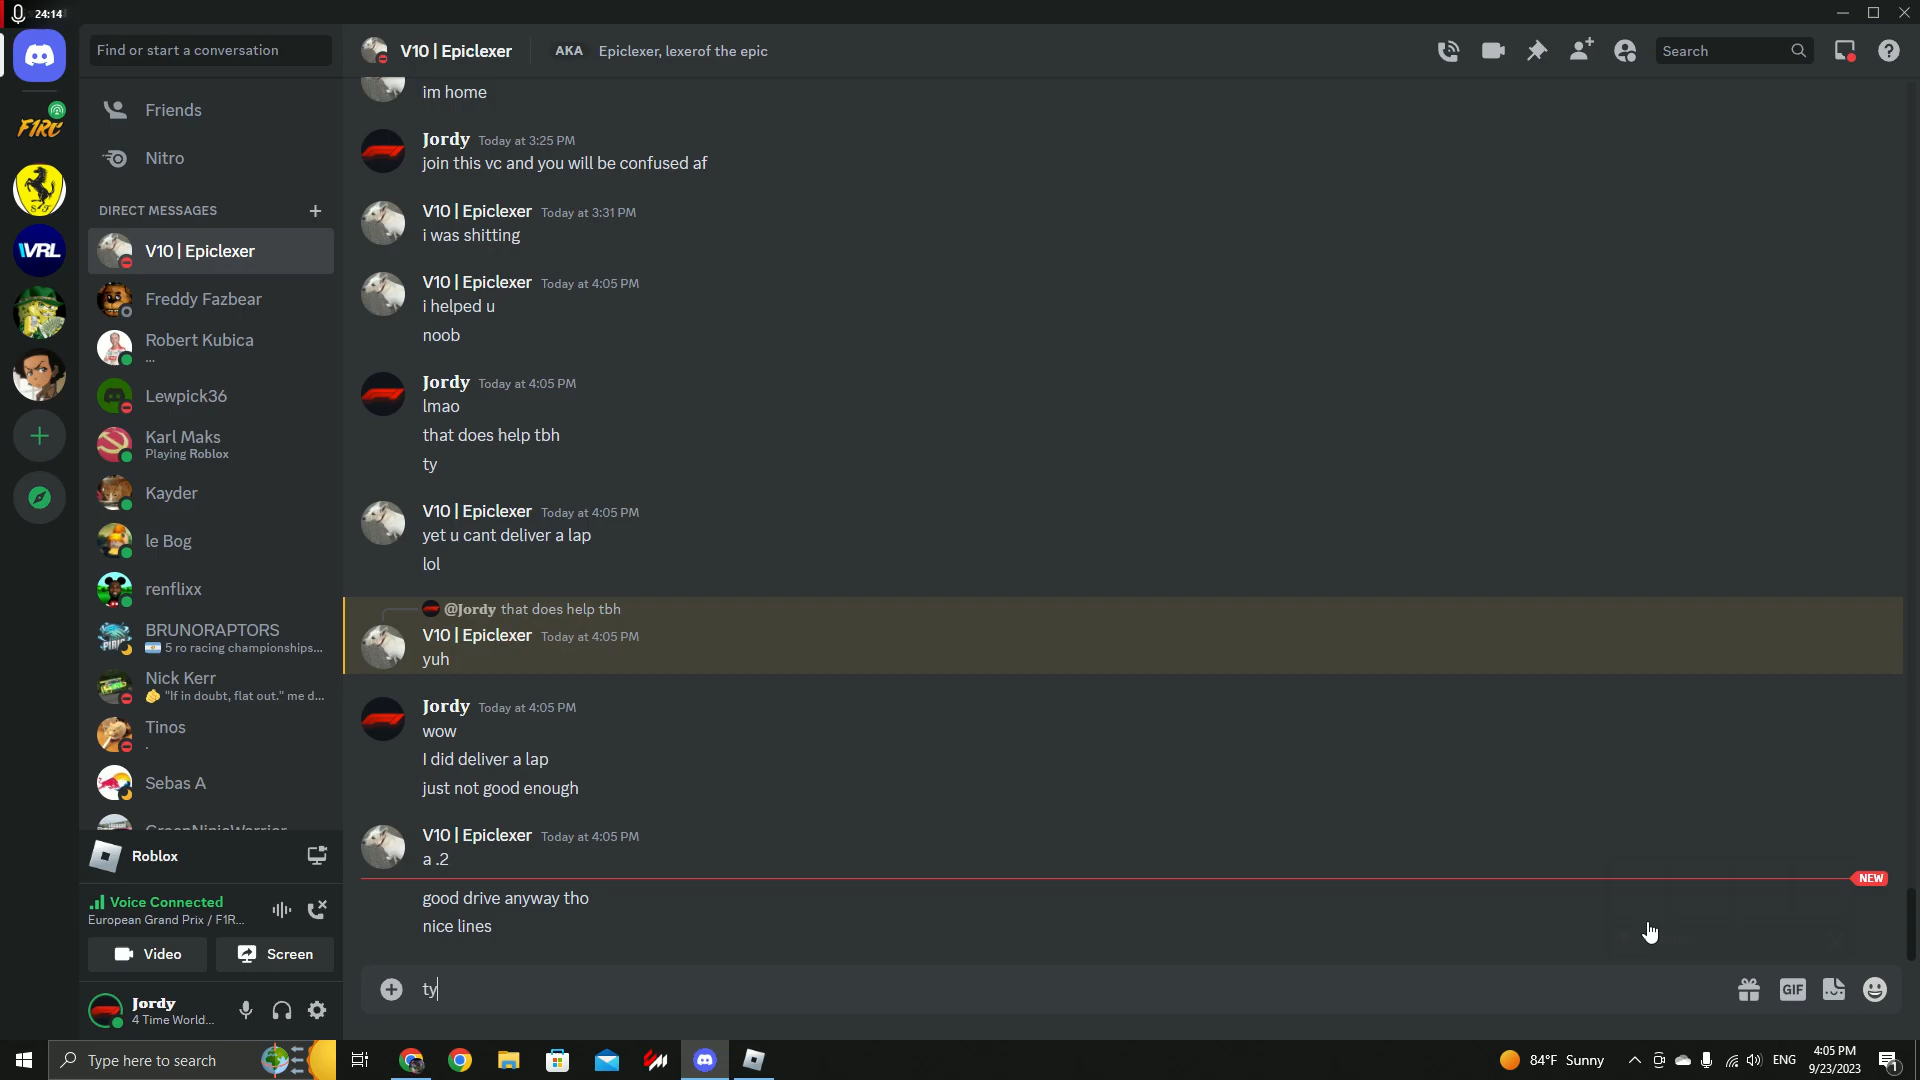 24:14
Find or start a conversation
V10 | Epiclexer
AKA
Epiclexer, lexerof the epic
Search
F1RC
S F
IVRL
Friends
Nitro
DIRECT MESSAGES
V10 | Epiclexer
Freddy Fazbear
Robert Kubica
...
Lewpick36
Karl Maks
Playing Roblox
Kayder
le Bog
renflixx
BRUNORAPTORS
5 ro racing championships...
Nick Kerr
"If in doubt, flat out." me d...
Tinos
.
Sebas A
GreenNinjaWarrior
Roblox
Voice Connected
European Grand Prix / F1R...
Video
Screen
Jordy
4 Time World...
im home
Jordy Today at 3:25 PM
join this vc and you will be confused af
V10 | Epiclexer Today at 3:31 PM
i was shitting
V10 | Epiclexer Today at 4:05 PM
i helped u
noob
Jordy Today at 4:05 PM
lmao
that does help tbh
ty
V10 | Epiclexer Today at 4:05 PM
yet u cant deliver a lap
lol
@Jordy that does help tbh
V10 | Epiclexer Today at 4:05 PM
yuh
Jordy Today at 4:05 PM
wow
I did deliver a lap
just not good enough
V10 | Epiclexer Today at 4:05 PM
a .2
NEW
good drive anyway tho
nice lines
ty
GIF
Type here to search
84°F Sunny
ENG
4:05 PM
9/23/2023
1